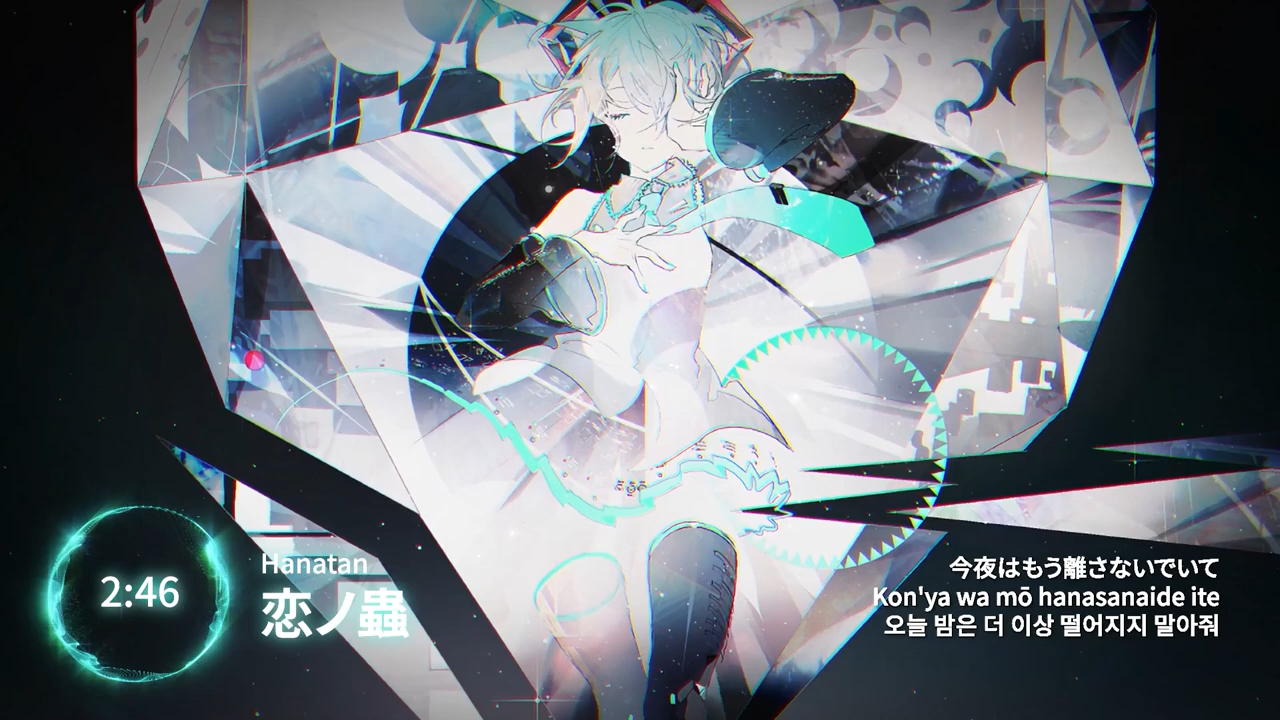 2:46
Hanatan
恋ノ蟲
今夜はもう離さないでいて
Kon'ya wa mō hanasanaide ite
오늘 밤은 더 이상 떨어지지 말아줘